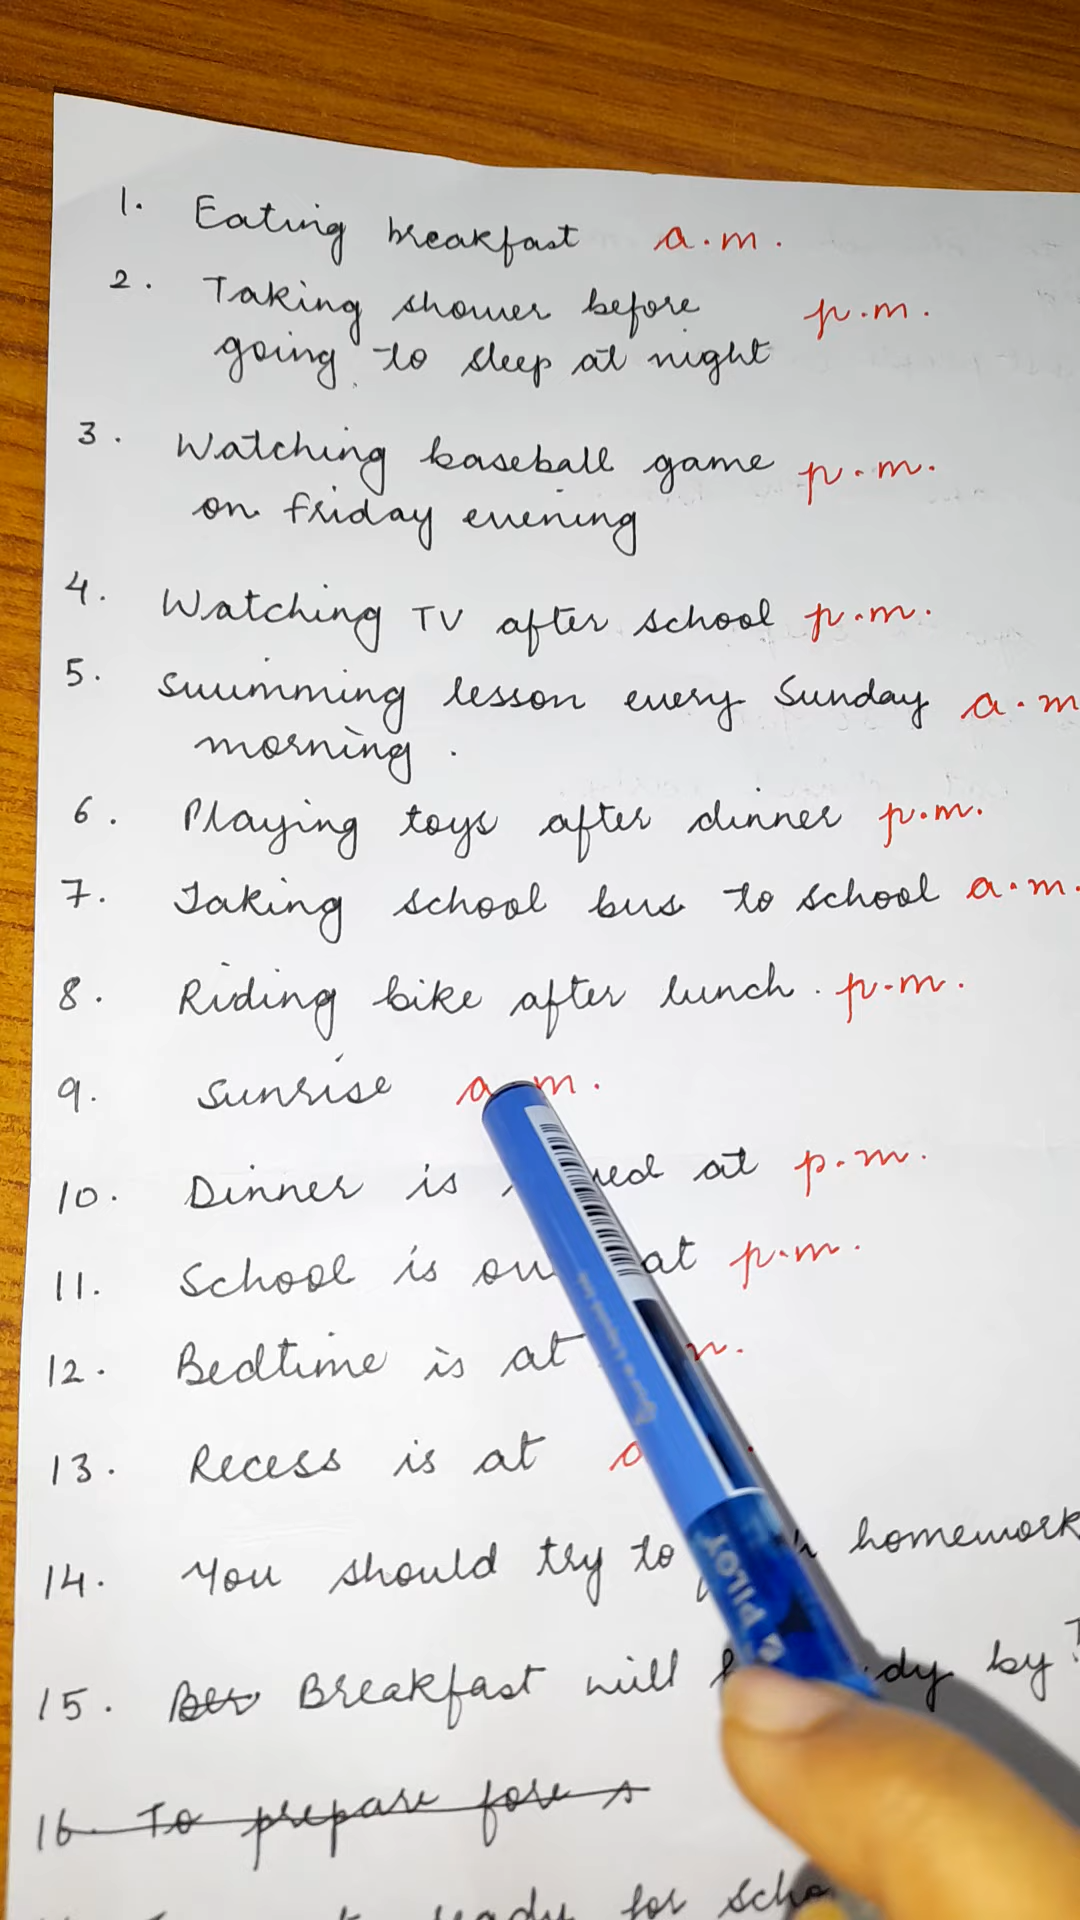 1. Eating breakfast a.m.
2. Taking shower before p.m.
going to sleep at night
3. Watching baseball game p.m.
on Friday evening
4. Watching TV after school p.m.
5. Swimming lesson every Sunday a.m
morning.
6. Playing toys after dinner p.m.
7. Taking school bus to school a.m.
8. Riding bike after lunch. p.m.
9. Sunrise a.m.
10. Dinner is at p.m.
11. School is at p.m.
12. Bedtime is at
13. Recess is at
14. You should try to homework
15. Breakfast will by
16. To prepare fore s
ready for
PILOT